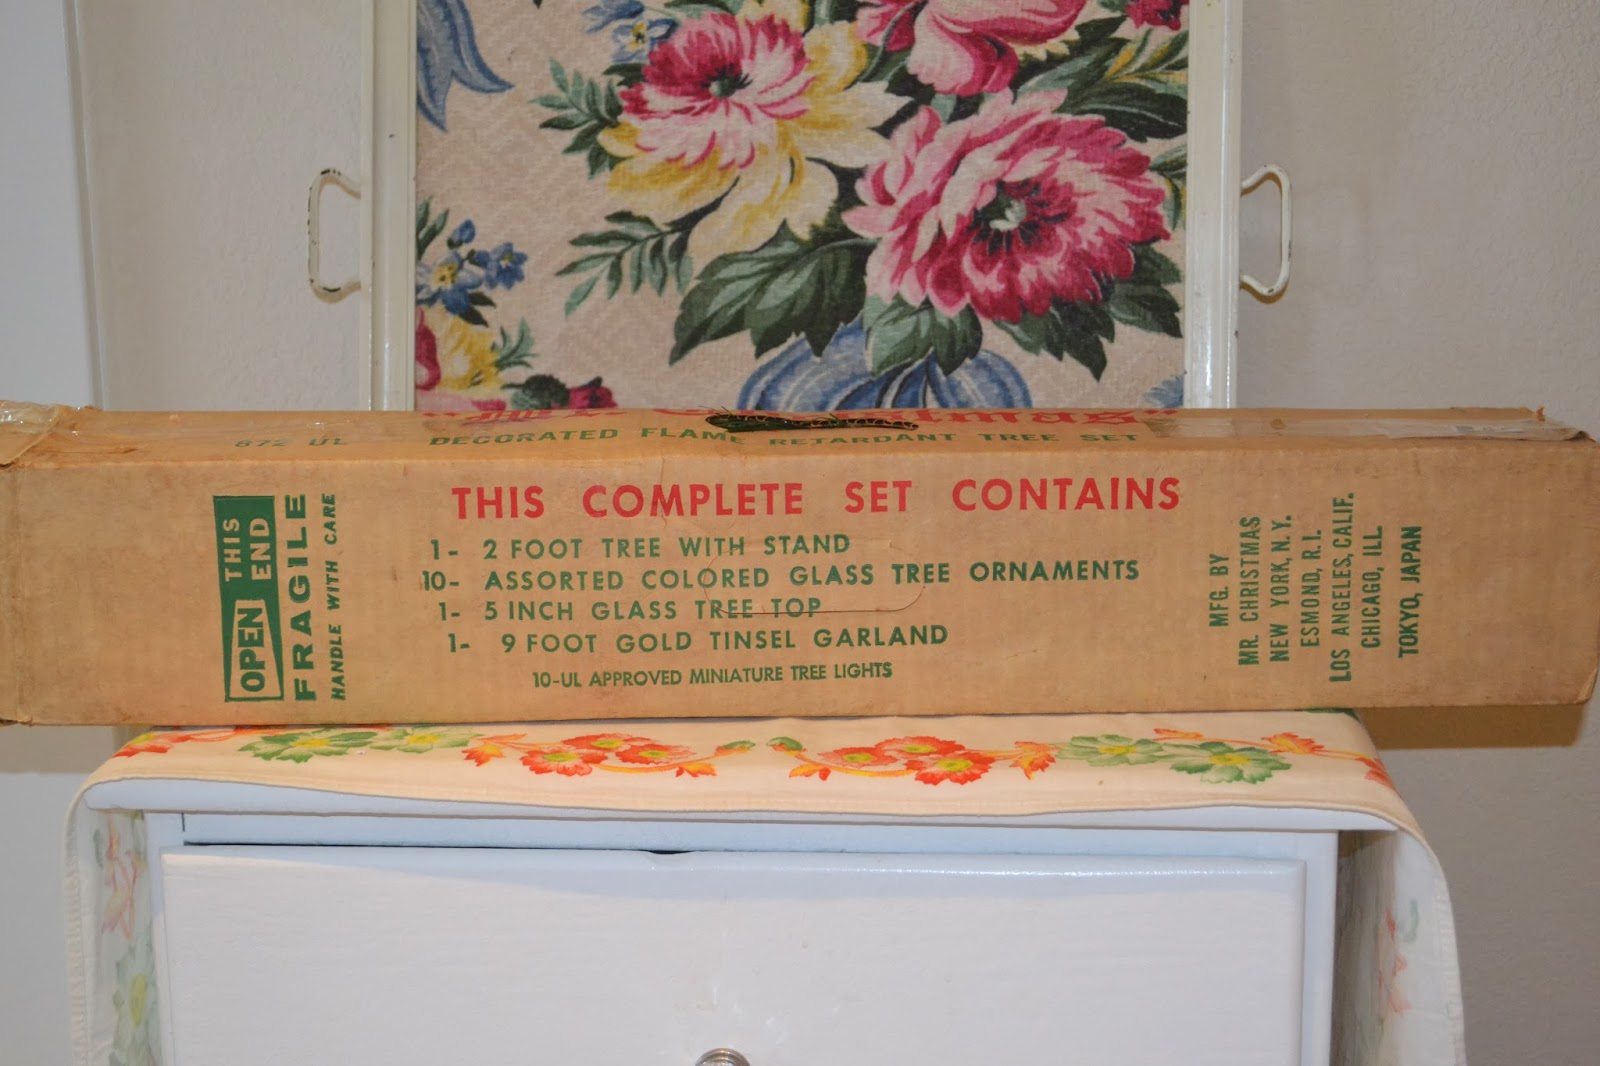 672 UL DECORATED FLAME RETARDANT TREE SET
OPEN THIS END
FRAGILE
HANDLE WITH CARE
THIS COMPLETE SET CONTAINS
1- 2 FOOT TREE WITH STAND
10- ASSORTED COLORED GLASS TREE ORNAMENTS
1- 5 INCH GLASS TREE TOP
1- 9 FOOT GOLD TINSEL GARLAND
10-UL APPROVED MINIATURE TREE LIGHTS
MFG. BY
MR. CHRISTMAS
NEW YORK, N.Y.
ESMOND, R.I.
LOS ANGELES, CALIF.
CHICAGO, ILL.
TOKYO, JAPAN